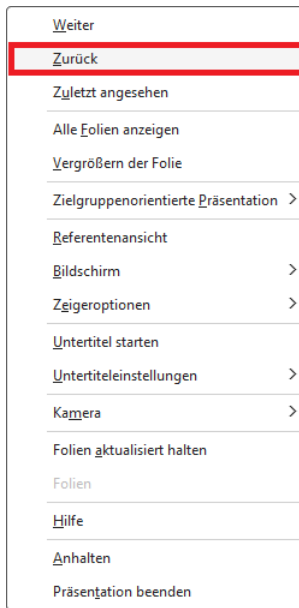 Weiter
Zurück
Zuletzt angesehen
Alle Folien anzeigen
Vergrößern der Folie
Zielgruppenorientierte Präsentation >
Referentenansicht
Bildschirm >
Zeigeroptionen >
Untertitel starten
Untertiteleinstellungen >
Kamera >
Folien aktualisiert halten
Folien
Hilfe
Anhalten
Präsentation beenden